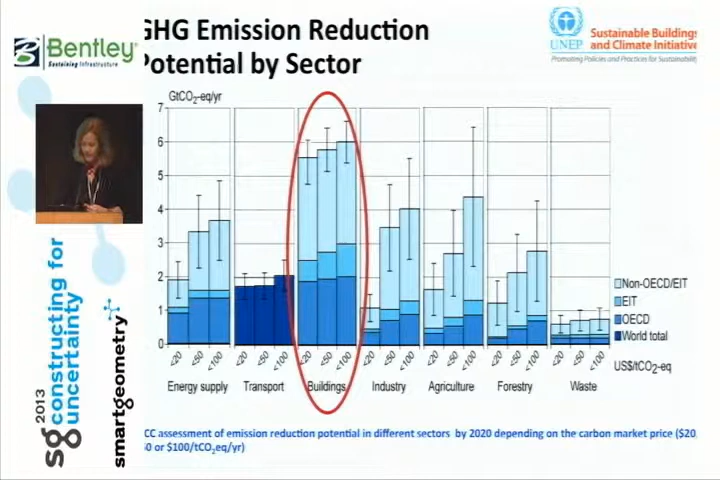 GHG Emission Reduction
Potential by Sector
Bentley
Sustaining Infrastructure
UNEP
Sustainable Buildings
and Climate Initiative
Promoting Policies and Practices for Sustainability
GtCO2-eq/yr
7
6
5
4
3
2
1
0
<20 <50 <100 <20 <50 <100 <20 <50 <100 <20 <50 <100 <20 <50 <100 <20 <50 <100 <20 <50 <100
US$/tCO2-eq
Energy supply Transport Buildings Industry Agriculture Forestry Waste
Non-OECD/EIT
EIT
OECD
World total
CC assessment of emission reduction potential in different sectors by 2020 depending on the carbon market price ($20
50 or $100/tCO2eq/yr)
sg 2013
constructing for
uncertainty
smartgeometry